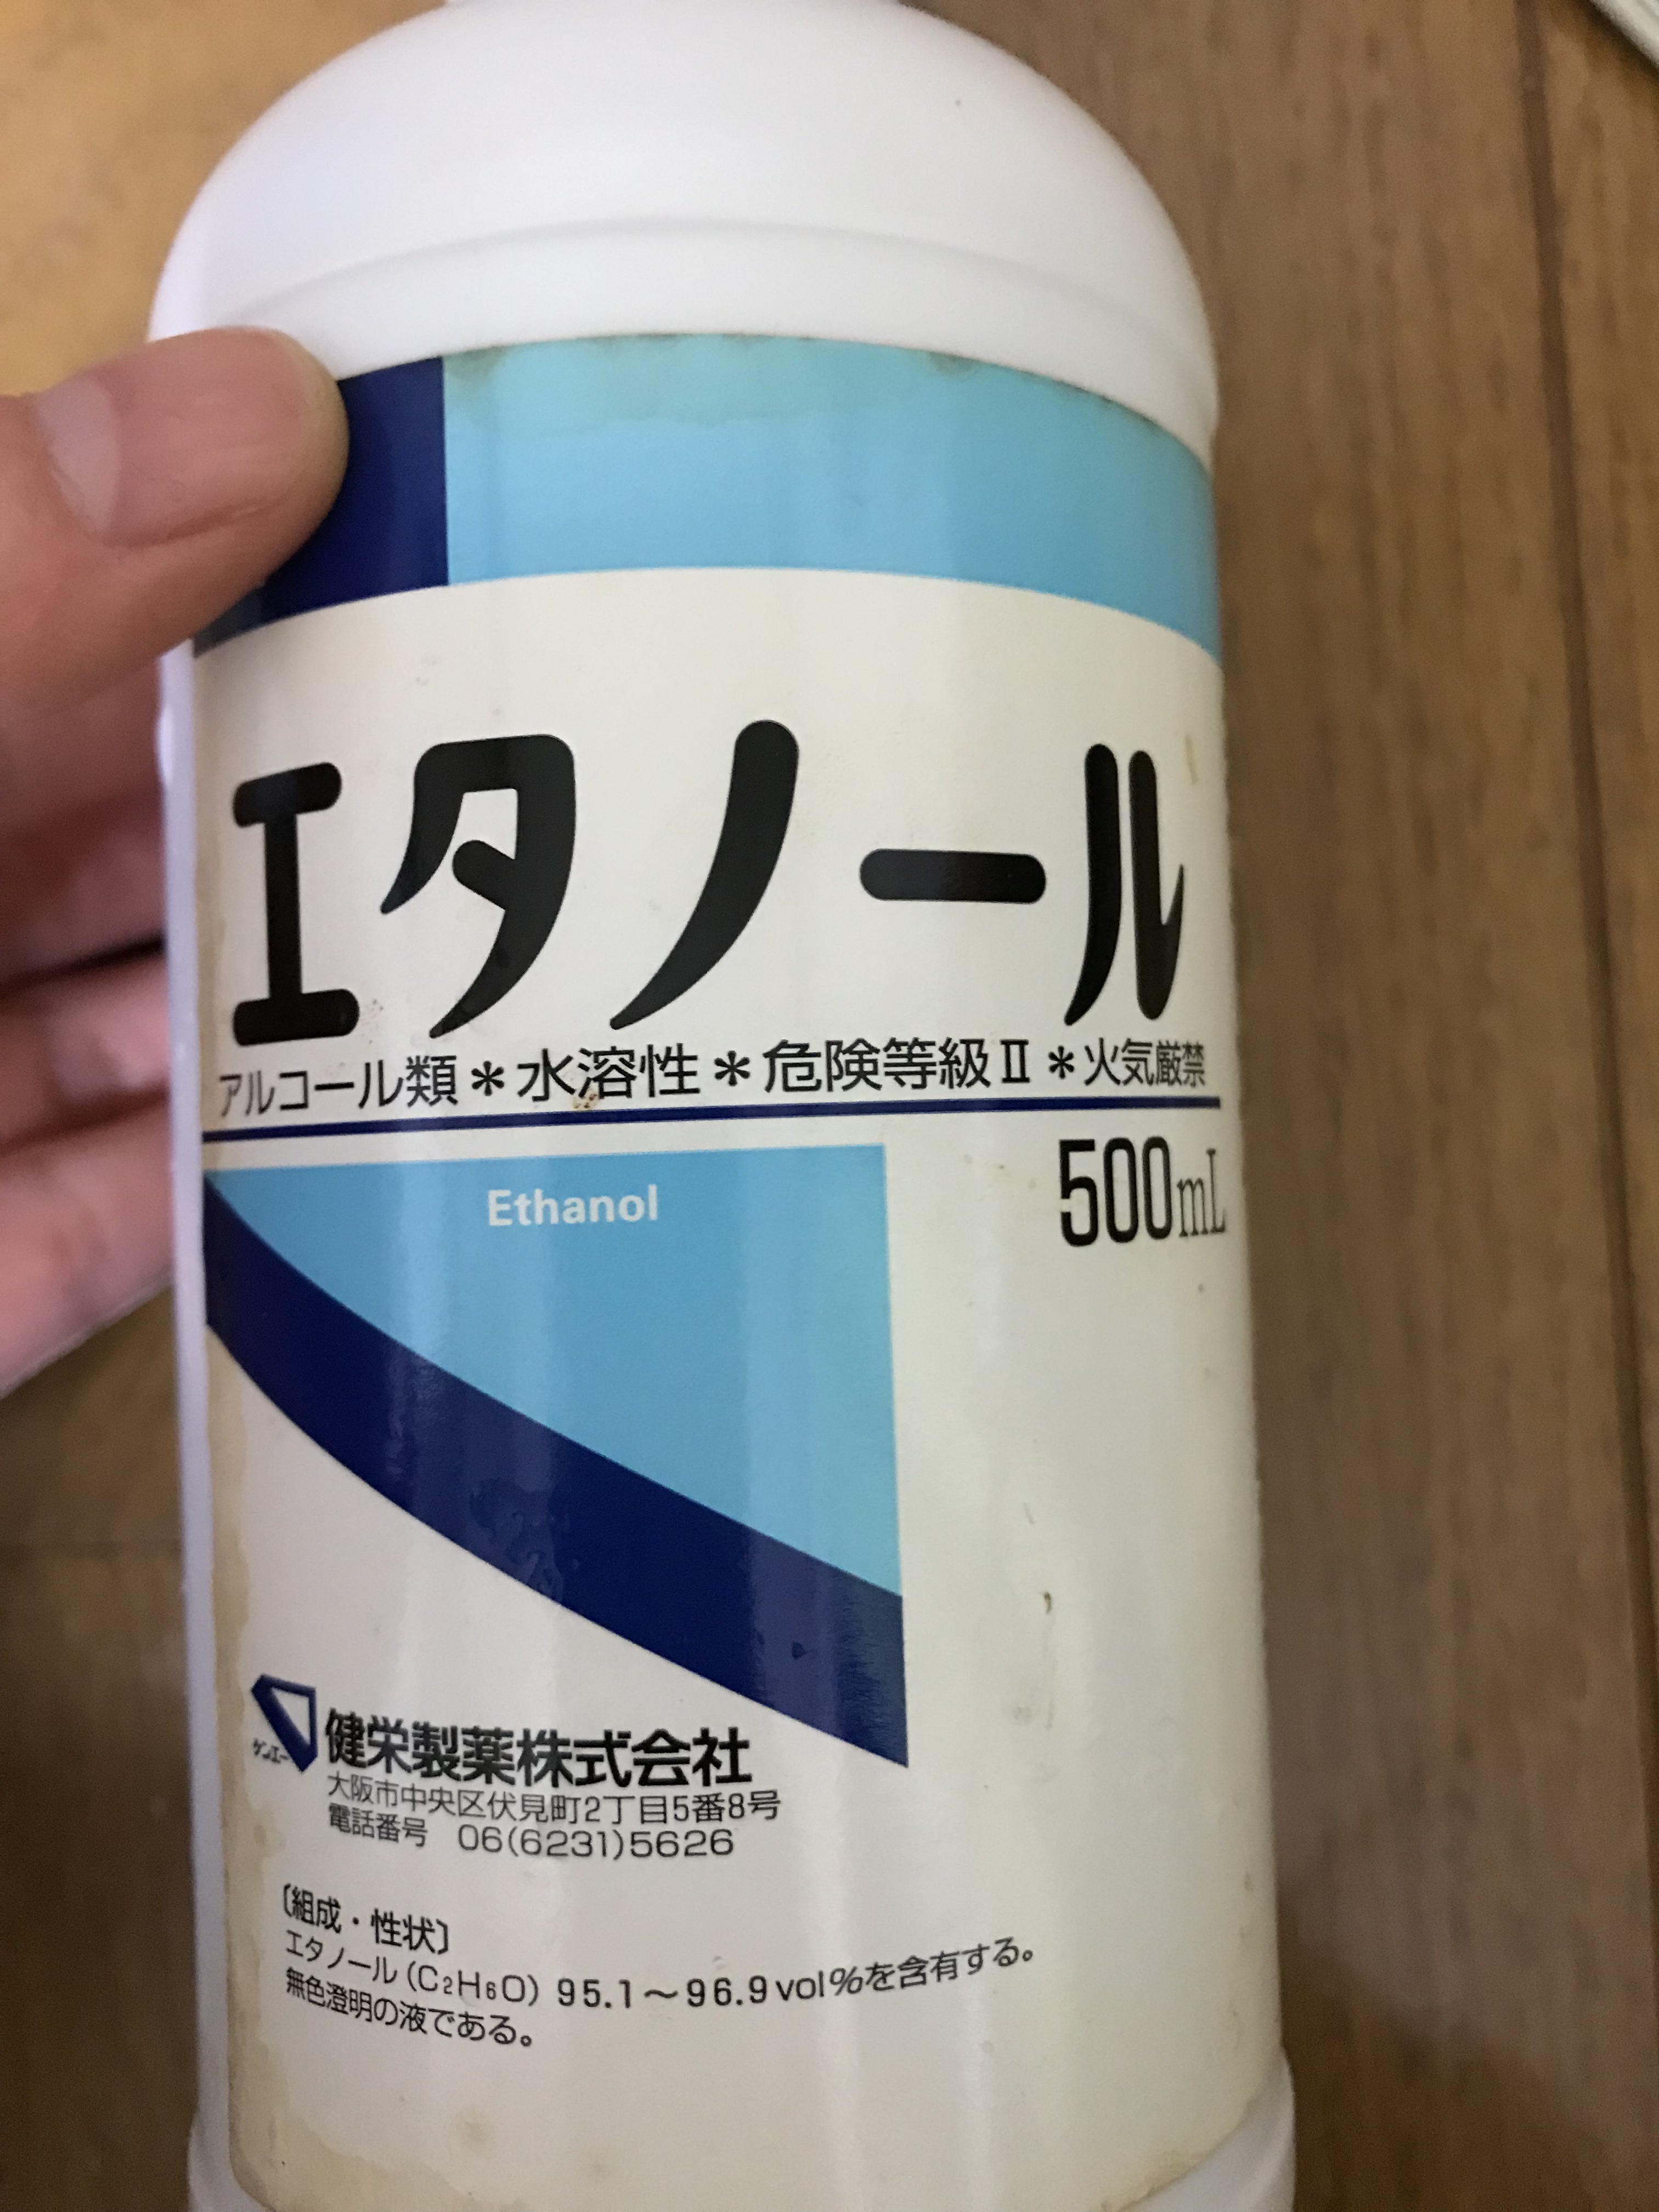 エタノール
アルコール類＊水溶性＊危険等級Ⅱ＊火気厳禁
500mL
Ethanol
ケンエー
健栄製薬株式会社
大阪市中央区伏見町2丁目5番8号
電話番号　06(6231)5626
〔組成・性状〕
エタノール（C₂H₆O）95.1〜96.9vol%を含有する。
無色澄明の液である。